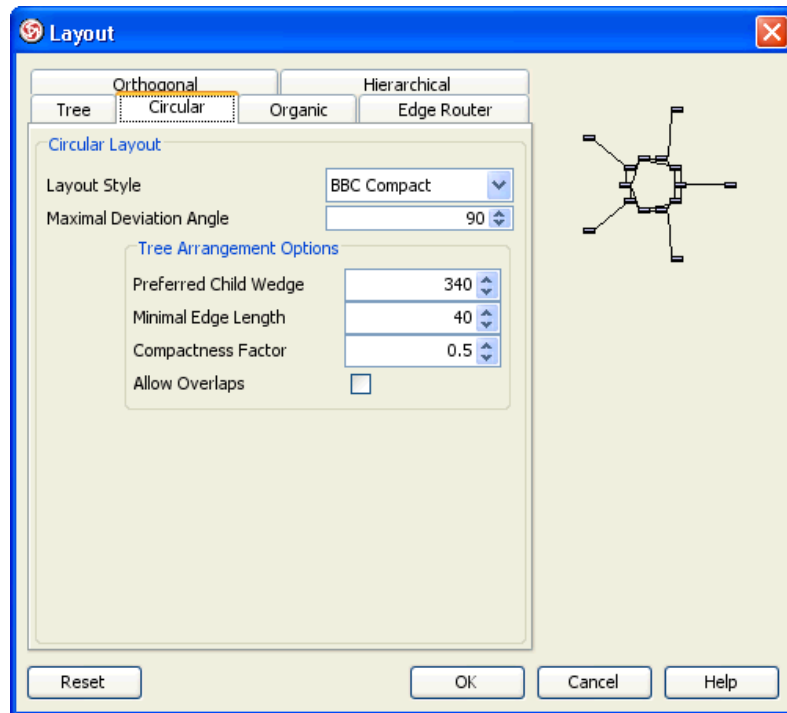 Layout
Orthogonal Hierarchical
Tree Circular Organic Edge Router
Circular Layout
Layout Style BBC Compact
Maximal Deviation Angle 90
Tree Arrangement Options
Preferred Child Wedge 340
Minimal Edge Length 40
Compactness Factor 0.5
Allow Overlaps
Reset OK Cancel Help